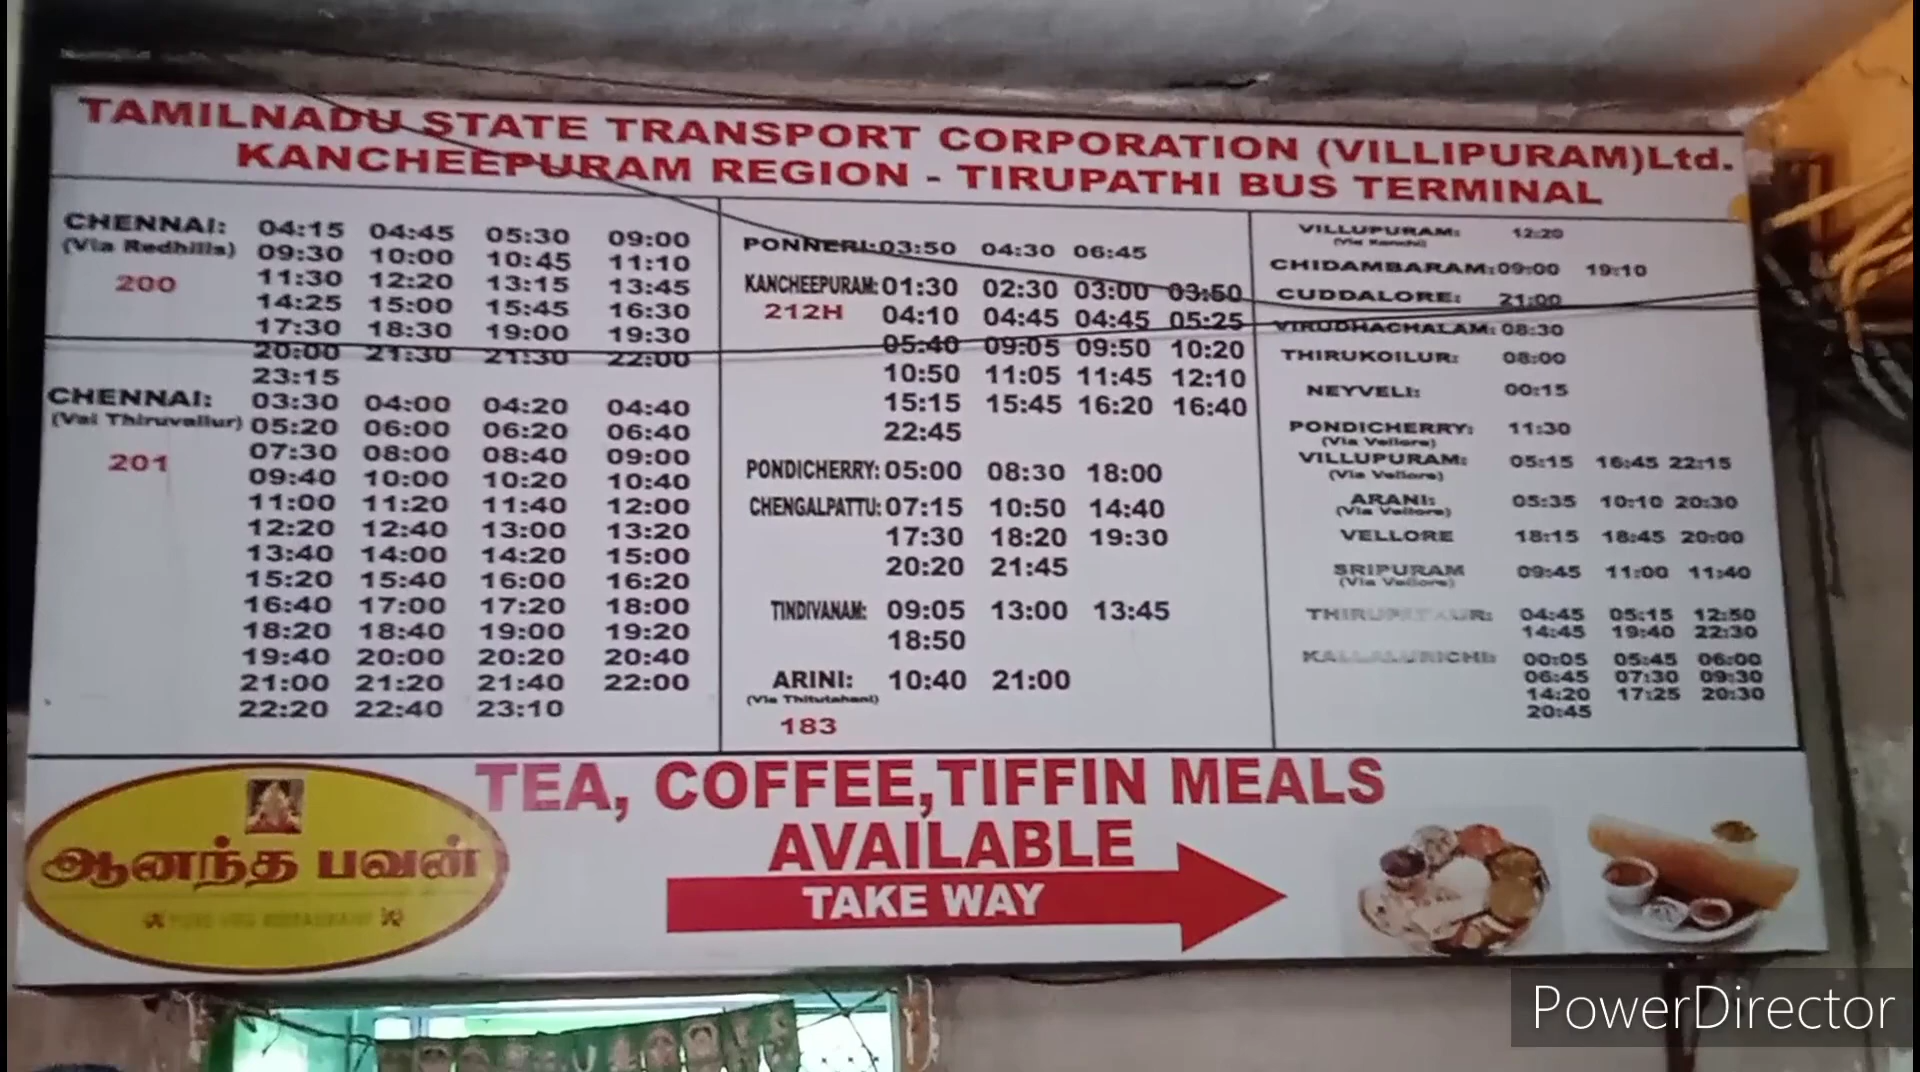 TAMILNADU STATE TRANSPORT CORPORATION (VILLIPURAM)Ltd.
KANCHEEPURAM REGION - TIRUPATHI BUS TERMINAL
CHENNAI: 04:15 04:45 05:30 09:00
(Via Redhills) 09:30 10:00 10:45 11:10
200 11:30 12:20 13:15 13:45
14:25 15:00 15:45 16:30
17:30 18:30 19:00 19:30
20:00 21:30 21:30 22:00
23:15
CHENNAI: 03:30 04:00 04:20 04:40
(Vai Thiruvallur) 05:20 06:00 06:20 06:40
07:30 08:00 08:40 09:00
201 09:40 10:00 10:20 10:40
11:00 11:20 11:40 12:00
12:20 12:40 13:00 13:20
13:40 14:00 14:20 15:00
15:20 15:40 16:00 16:20
16:40 17:00 17:20 18:00
18:20 18:40 19:00 19:20
19:40 20:00 20:20 20:40
21:00 21:20 21:40 22:00
22:20 22:40 23:10
PONNERI: 03:50 04:30 06:45
KANCHEEPURAM: 01:30 02:30 03:00 03:50
212H 04:10 04:45 04:45 05:25
05:40 09:05 09:50 10:20
10:50 11:05 11:45 12:10
15:15 15:45 16:20 16:40
22:45
PONDICHERRY: 05:00 08:30 18:00
CHENGALPATTU: 07:15 10:50 14:40
17:30 18:20 19:30
20:20 21:45
TINDIVANAM: 09:05 13:00 13:45
18:50
ARINI: 10:40 21:00
(Via Thitutahani)
183
VILLUPURAM: 12:20
(Via Kanchi)
CHIDAMBARAM: 09:00 19:10
CUDDALORE: 21:00
VIRUDHACHALAM: 08:30
THIRUKOILUR: 08:00
NEYVELI: 00:15
PONDICHERRY: 11:30
(Via Vellore)
VILLUPURAM: 05:15 16:45 22:15
(Via Vellore)
ARANI: 05:35 10:10 20:30
(Via Vellore)
VELLORE 18:15 18:45 20:00
SRIPURAM 09:45 11:00 11:40
(Via Vellore)
04:45 05:15 12:50
14:45 19:40 22:30
00:05 05:45 06:00
06:45 07:30 09:30
14:20 17:25 20:30
20:45
TEA, COFFEE,TIFFIN MEALS
AVAILABLE
TAKE WAY
ஆனந்த பவன்
PURE VEG RESTAURANT
PowerDirector